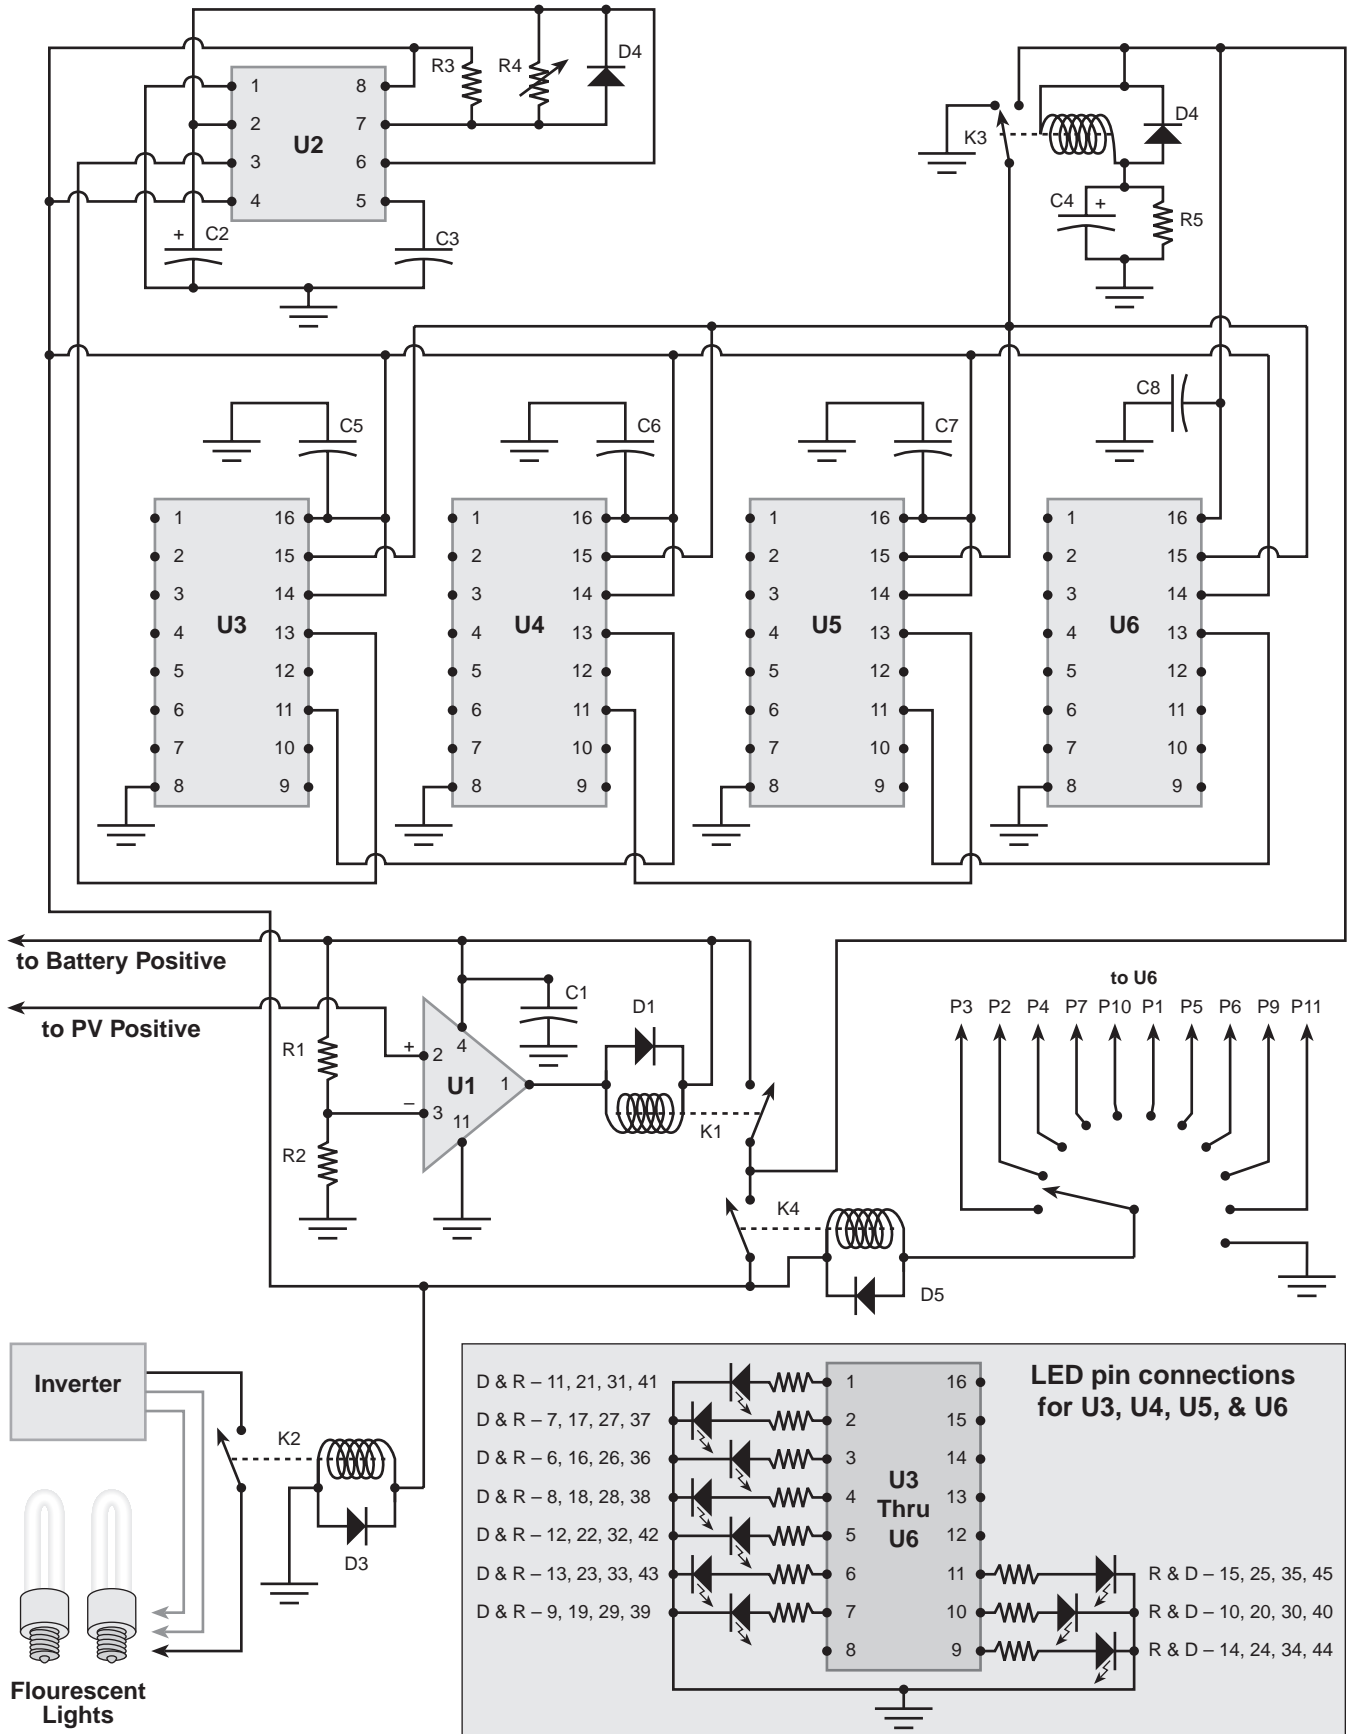 R3 R4 D4
1 8
2 7
U2
3 6
4 5
+ C2 C3
K3 D4
C4 + R5
C5 C6 C7 C8
1 16 1 16 1 16 1 16
2 15 2 15 2 15 2 15
3 14 3 14 3 14 3 14
U3 U4 U5 U6
4 13 4 13 4 13 4 13
5 12 5 12 5 12 5 12
6 11 6 11 6 11 6 11
7 10 7 10 7 10 7 10
8 9 8 9 8 9 8 9
to Battery Positive
to PV Positive
R1
R2
+ 2 4
U1 1
– 3 11
C1
D1
K1
to U6
P3 P2 P4 P7 P10 P1 P5 P6 P9 P11
K4
D5
Inverter
K2
D3
Flourescent
Lights
LED pin connections
for U3, U4, U5, & U6
D & R – 11, 21, 31, 41 1 16
D & R – 7, 17, 27, 37 2 15
D & R – 6, 16, 26, 36 3 14
D & R – 8, 18, 28, 38 4 13
D & R – 12, 22, 32, 42 5 12
D & R – 13, 23, 33, 43 6 11 R & D – 15, 25, 35, 45
D & R – 9, 19, 29, 39 7 10 R & D – 10, 20, 30, 40
8 9 R & D – 14, 24, 34, 44
U3
Thru
U6